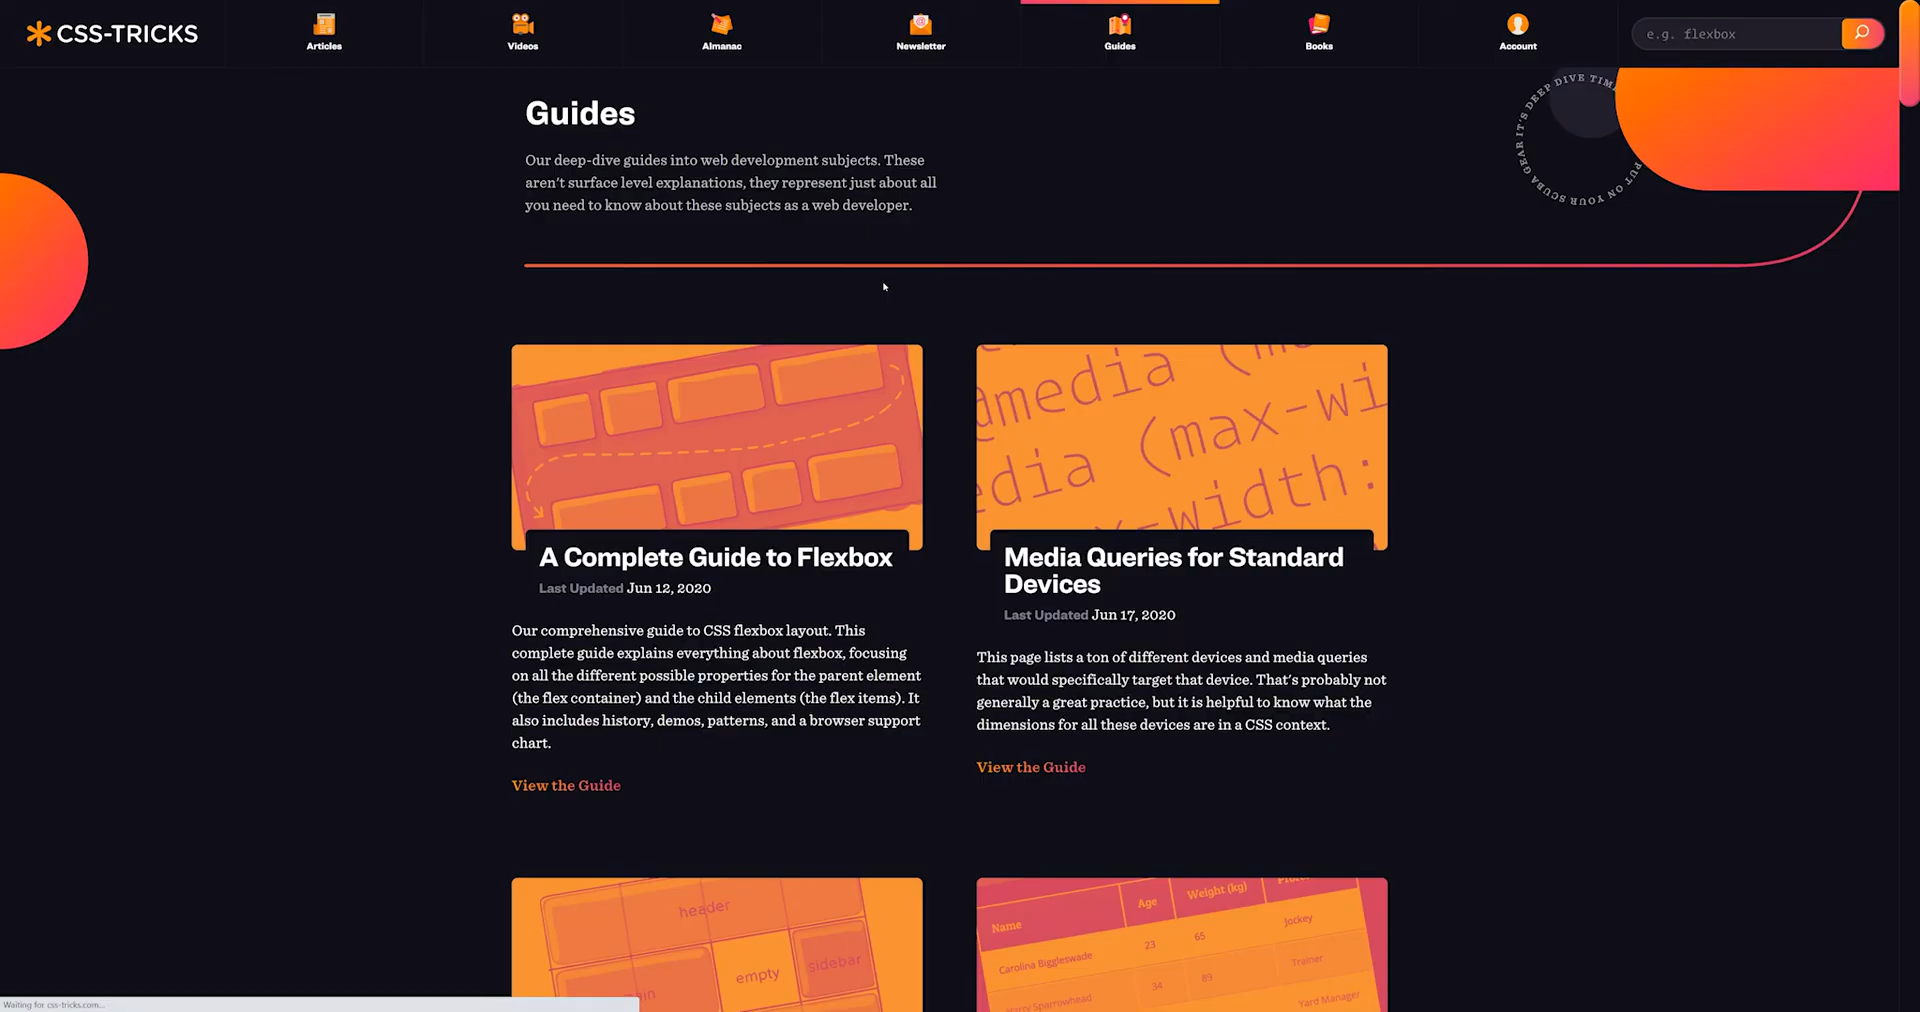 CSS-TRICKS
Articles
Videos
Almanac
Newsletter
Guides
Books
Account
e.g. flexbox
Guides
Our deep-dive guides into web development subjects. These
aren't surface level explanations, they represent just about all
you need to know about these subjects as a web developer.
IT'S DEEP DIVE TIM
PUT ON YOUR SCUBA GEAR
@media (m
edia (max-wi
x-width:
A Complete Guide to Flexbox
Last Updated Jun 12, 2020
Our comprehensive guide to CSS flexbox layout. This
complete guide explains everything about flexbox, focusing
on all the different possible properties for the parent element
(the flex container) and the child elements (the flex items). It
also includes history, demos, patterns, and a browser support
chart.
View the Guide
Media Queries for Standard
Devices
Last Updated Jun 17, 2020
This page lists a ton of different devices and media queries
that would specifically target that device. That's probably not
generally a great practice, but it is helpful to know what the
dimensions for all these devices are in a CSS context.
View the Guide
header
empty
sidebar
Name Age Weight (kg)
Carolina Biggleswade 23 65 Jockey
Harry Sparrowhead 34 89 Trainer
Yard Manager
Waiting for css-tricks.com...